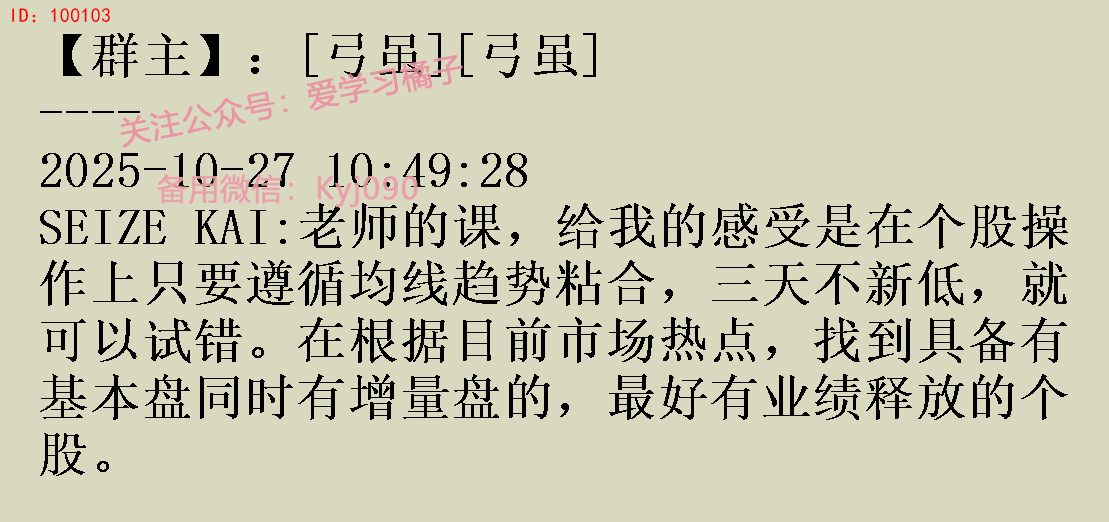 ID: 100103
【群主】：[弓虽][弓虽]
----
关注公众号：爱学习橘子
2025-10-27 10:49:28
备用微信：Kyj090
SEIZE KAI:老师的课，给我的感受是在个股操
作上只要遵循均线趋势粘合，三天不新低，就
可以试错。在根据目前市场热点，找到具备有
基本盘同时有增量盘的，最好有业绩释放的个
股。